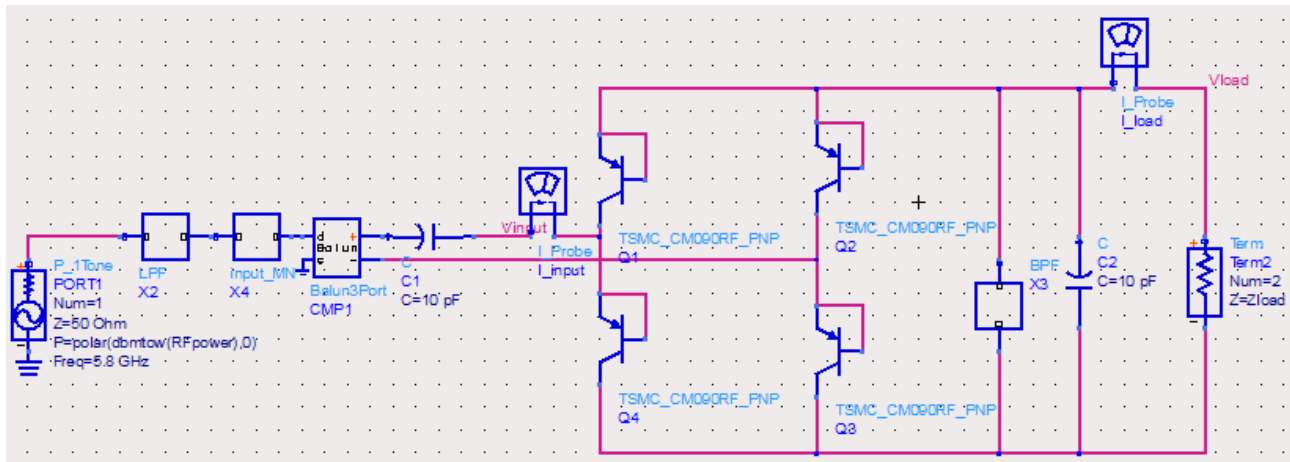 Vload
I_Probe
I_load
Vinput
I_Probe
I_input
TSMC_CM090RF_PNP
Q1
TSMC_CM090RF_PNP
Q2
P_1Tone
PORT1
Num=1
Z=50 Ohm
P=polar(dbmtow(RFpower),0)
Freq=5.8 GHz
LPF
X2
Input_MN
X4
Balun
Balun3Port
CMP1
C
C1
C=10 pF
BPF
X3
C
C2
C=10 pF
Term
Term2
Num=2
Z=Zload
TSMC_CM090RF_PNP
Q4
TSMC_CM090RF_PNP
Q3